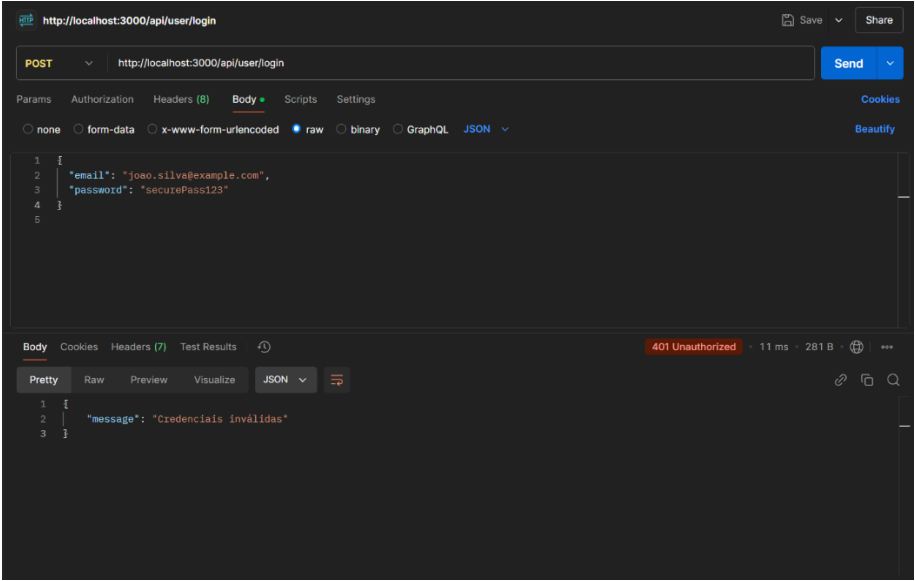 HTTP http://localhost:3000/api/user/login Save Share
POST http://localhost:3000/api/user/login Send
Params Authorization Headers (8) Body Scripts Settings Cookies
none form-data x-www-form-urlencoded raw binary GraphQL JSON Beautify
1 {
2 "email": "joao.silva@example.com",
3 "password": "securePass123"
4 }
5
Body Cookies Headers (7) Test Results 401 Unauthorized • 11 ms • 281 B
Pretty Raw Preview Visualize JSON
1 {
2 "message": "Credenciais inválidas"
3 }